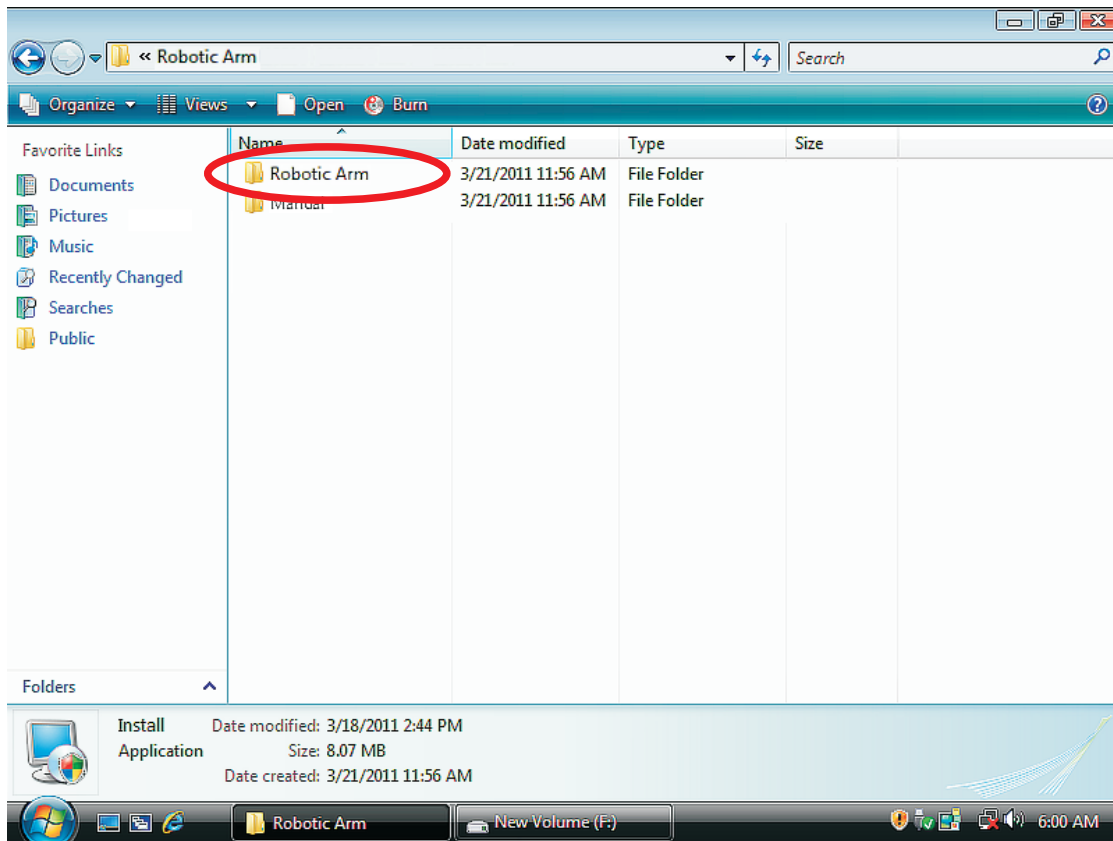 « Robotic Arm
Search
Organize Views Open Burn
Favorite Links
Documents
Pictures
Music
Recently Changed
Searches
Public
Folders
Name Date modified Type Size
Robotic Arm 3/21/2011 11:56 AM File Folder
Manual 3/21/2011 11:56 AM File Folder
Install Date modified: 3/18/2011 2:44 PM
Application Size: 8.07 MB
Date created: 3/21/2011 11:56 AM
Robotic Arm New Volume (F:) 6:00 AM